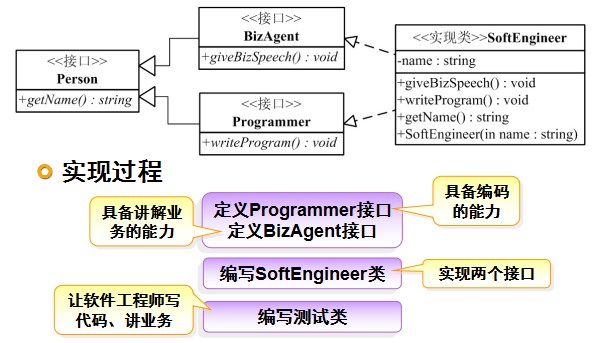 <<接口>>
BizAgent
+giveBizSpeech() : void
<<接口>>
Person
+getName() : string
<<接口>>
Programmer
+writeProgram() : void
<<实现类>>SoftEngineer
-name : string
+giveBizSpeech() : void
+writeProgram() : void
+getName() : string
+SoftEngineer(in name : string)
实现过程
具备讲解业
务的能力
定义Programmer接口
定义BizAgent接口
具备编码
的能力
编写SoftEngineer类
实现两个接口
让软件工程师写
代码、讲业务
编写测试类